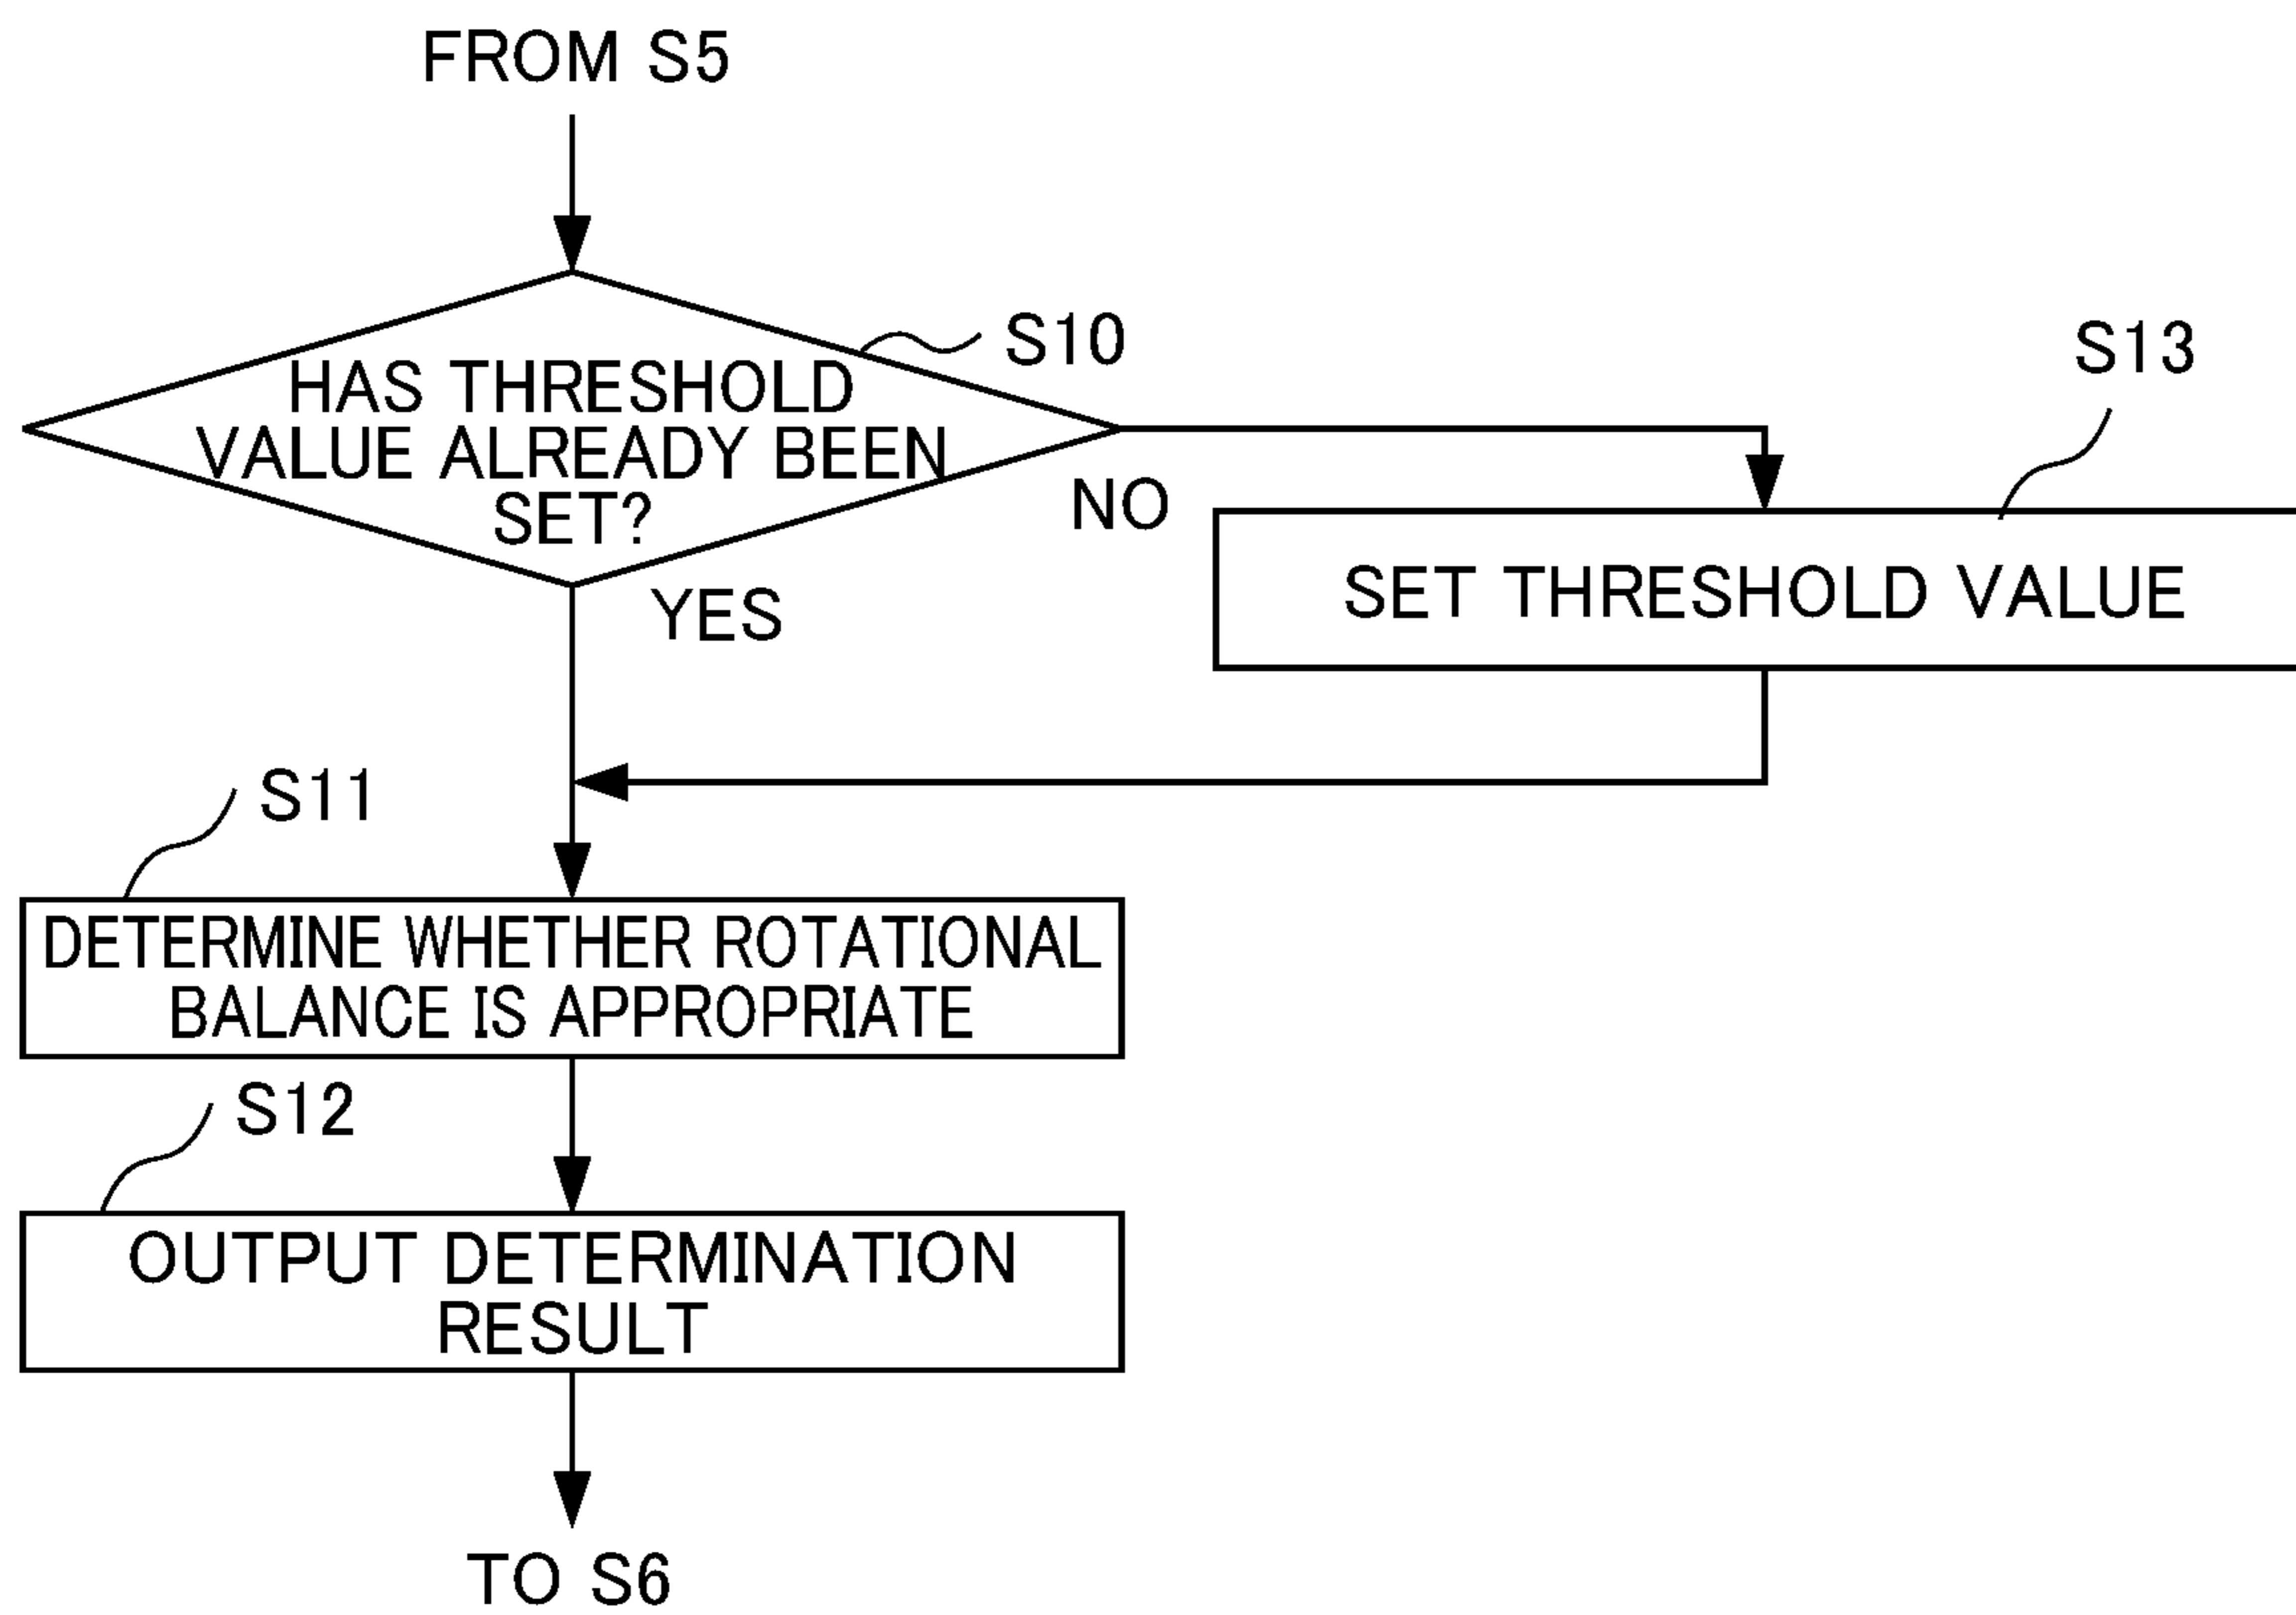 FROM S5
S10
HAS THRESHOLD
VALUE ALREADY BEEN
SET?
NO
YES
S13
SET THRESHOLD VALUE
S11
DETERMINE WHETHER ROTATIONAL
BALANCE IS APPROPRIATE
S12
OUTPUT DETERMINATION
RESULT
TO S6